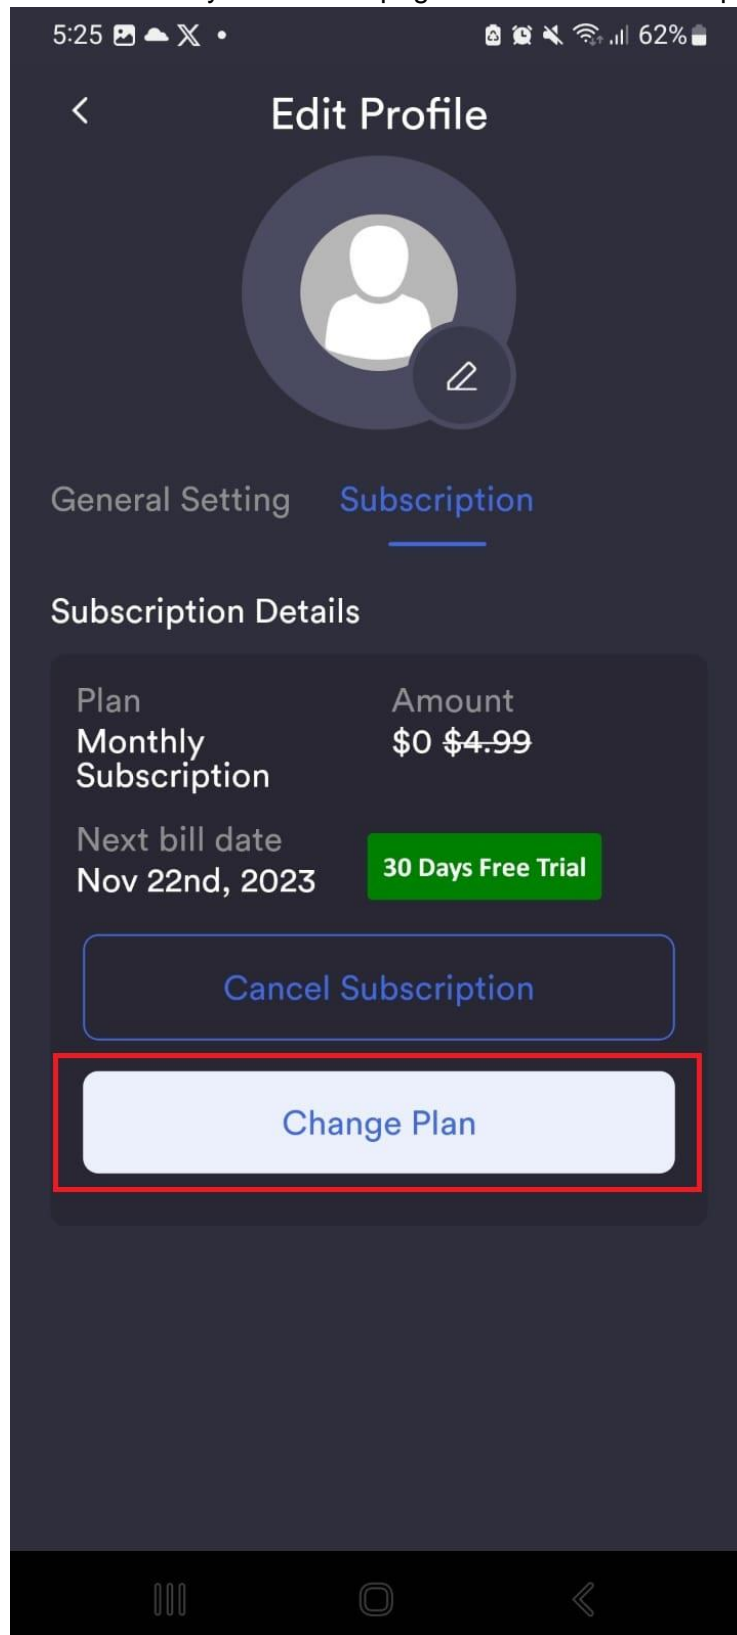 5:25
62%
Edit Profile
General Setting Subscription
Subscription Details
Plan Amount
Monthly $0 $4.99
Subscription
Next bill date
Nov 22nd, 2023
30 Days Free Trial
Cancel Subscription
Change Plan